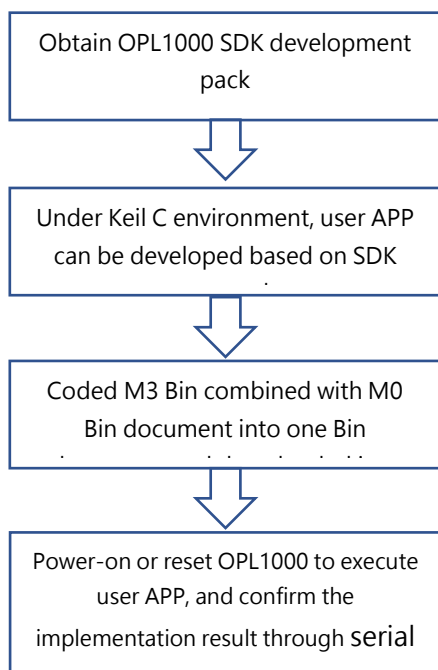 Obtain OPL1000 SDK development
pack
Under Keil C environment, user APP
can be developed based on SDK
Coded M3 Bin combined with M0
Bin document into one Bin
Power-on or reset OPL1000 to execute
user APP, and confirm the
implementation result through serial